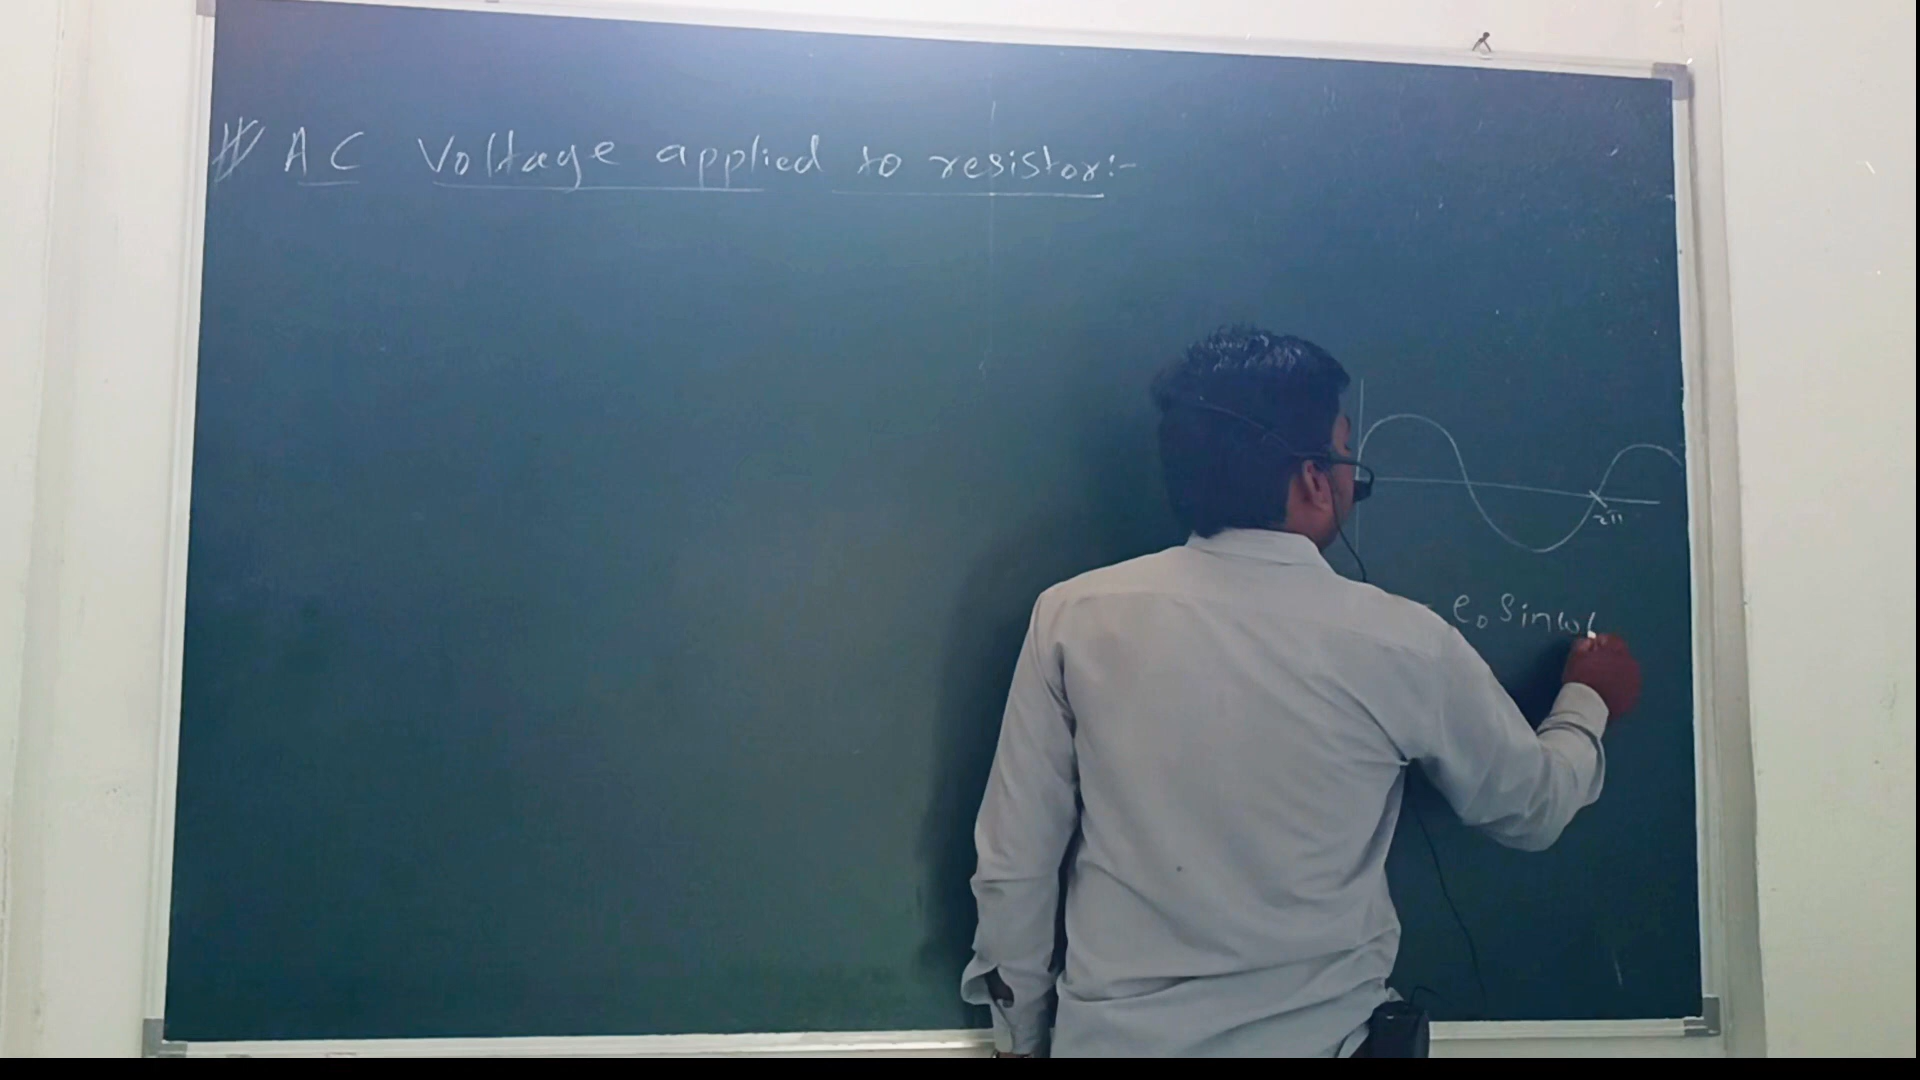 # AC Voltage applied to resistor:-
2π
e₀ sinωt